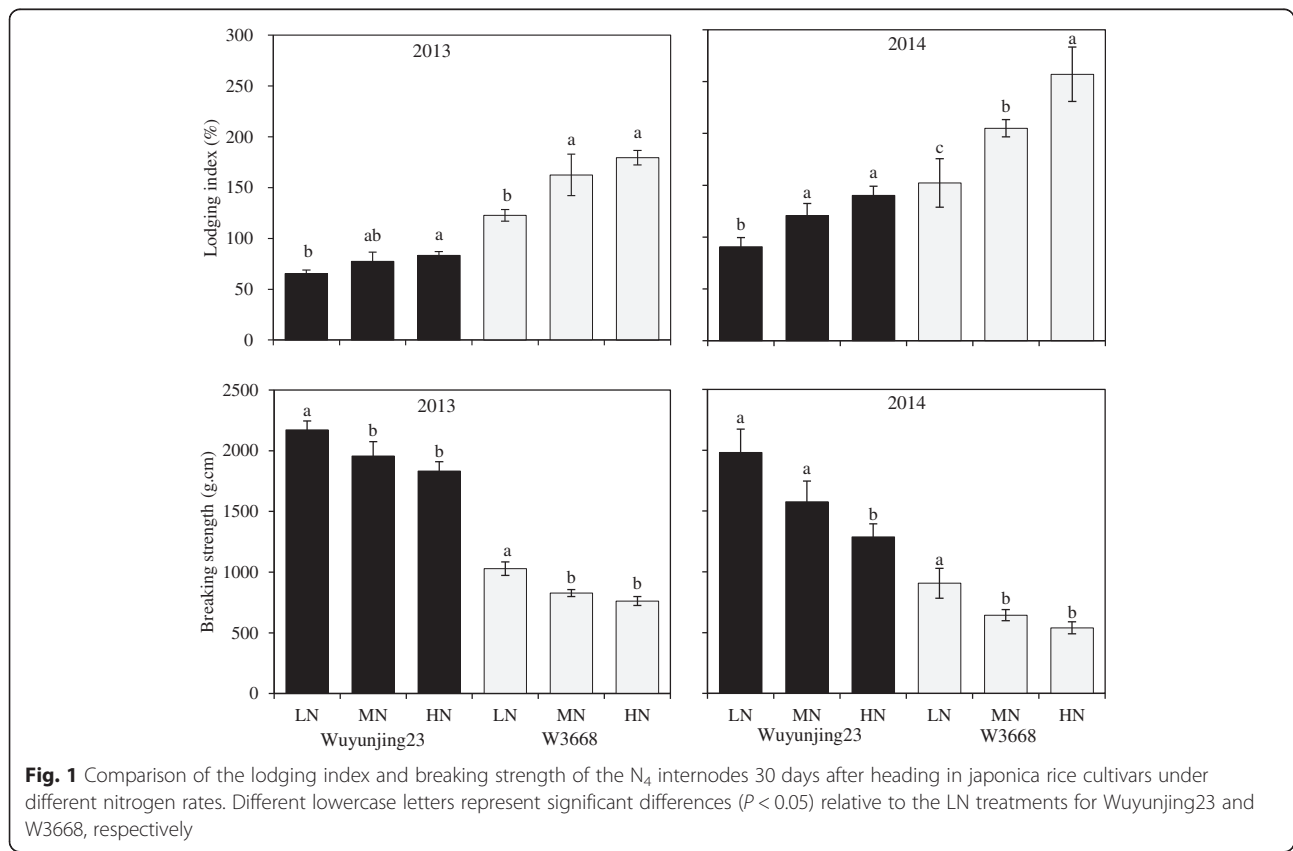 300
250
200
150
100
50
0
Lodging index (%)
2013
b
ab
a
b
a
a
2014
b
a
a
c
b
a
2500
2000
1500
1000
500
0
Breaking strength (g.cm)
2013
a
b
b
a
b
b
LN MN HN LN MN HN
Wuyunjing23 W3668
2014
a
a
b
a
b
b
LN MN HN LN MN HN
Wuyunjing23 W3668
Fig. 1 Comparison of the lodging index and breaking strength of the N₄ internodes 30 days after heading in japonica rice cultivars under
different nitrogen rates. Different lowercase letters represent significant differences (P < 0.05) relative to the LN treatments for Wuyunjing23 and
W3668, respectively